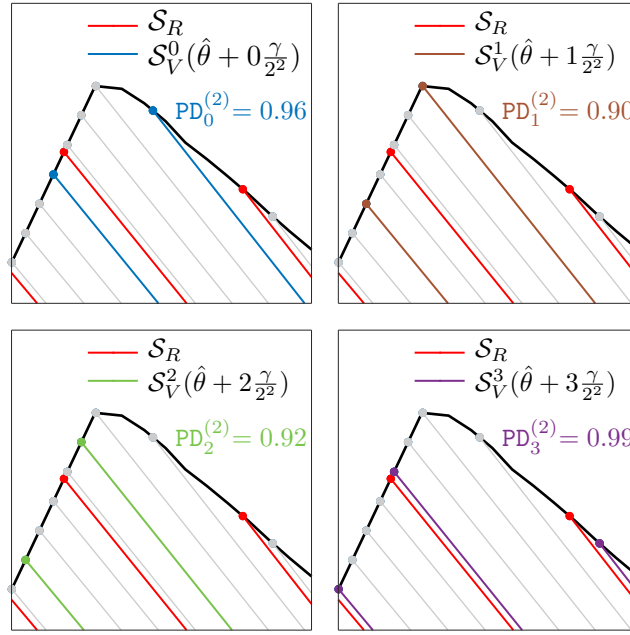 𝒮_R
𝒮_V^0(θ̂ + 0 γ/2²)
PD_0^(2) = 0.96
𝒮_R
𝒮_V^1(θ̂ + 1 γ/2²)
PD_1^(2) = 0.90
𝒮_R
𝒮_V^2(θ̂ + 2 γ/2²)
PD_2^(2) = 0.92
𝒮_R
𝒮_V^3(θ̂ + 3 γ/2²)
PD_3^(2) = 0.99